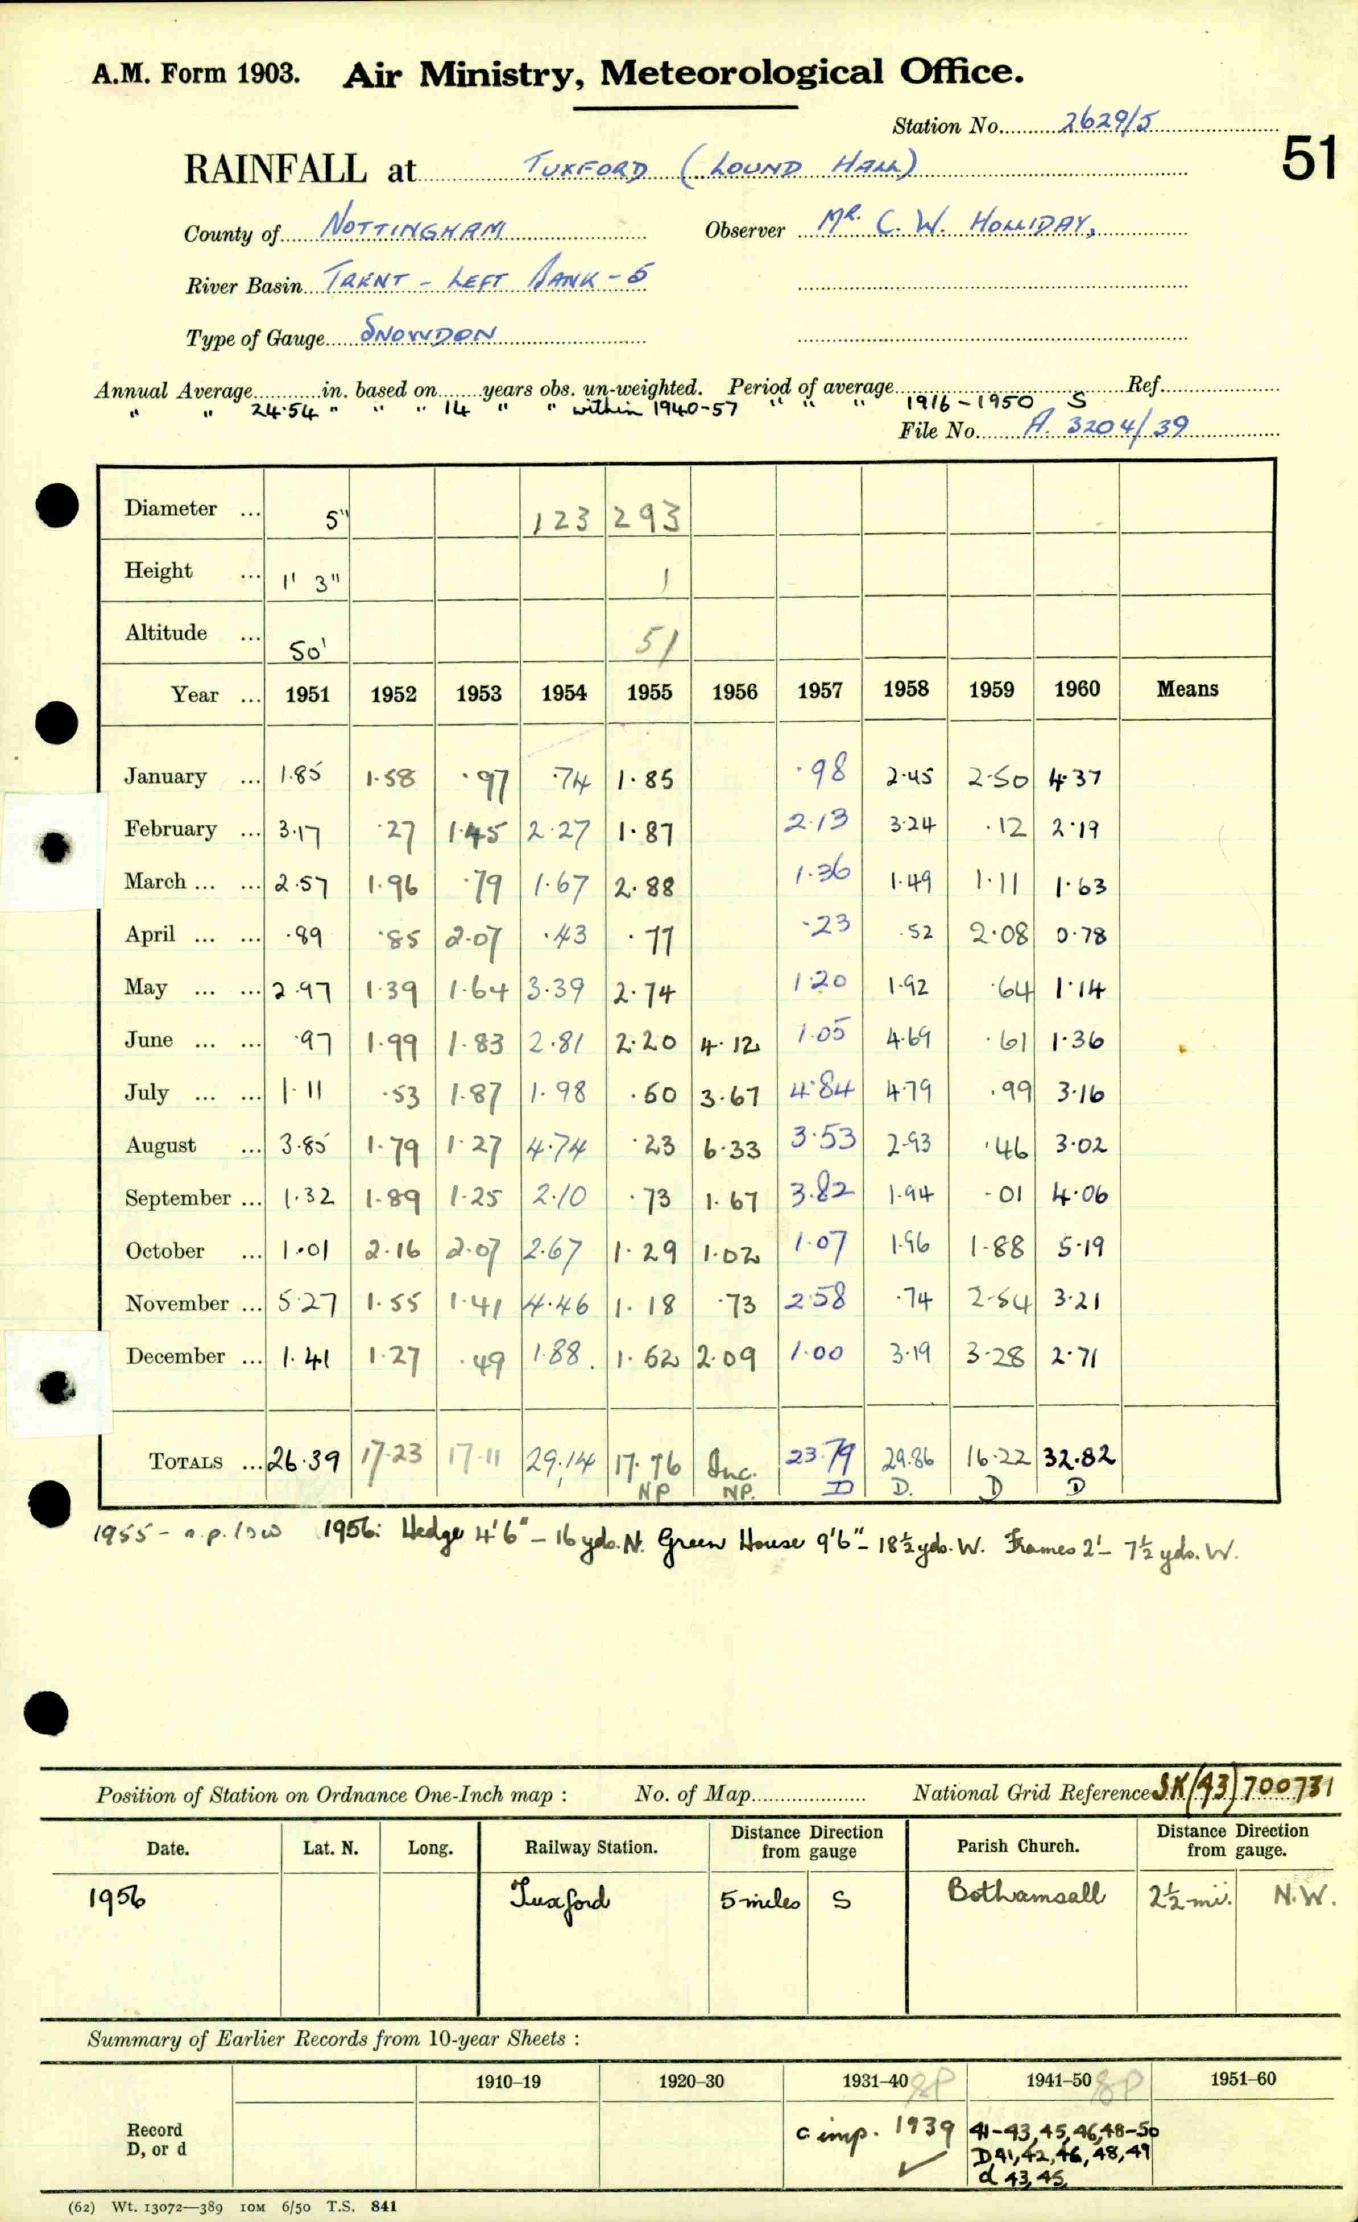 A.M. Form 1903. Air Ministry, Meteorological Office.
Station No. 2629/5
51
RAINFALL at TUXFORD (LOUND HALL)
County of NOTTINGHAM Observer MR. C. W. HOLLIDAY,
River Basin TRENT - LEFT BANK - 5
Type of Gauge SNOWDON
Annual Average in. based on years obs. un-weighted. Period of average Ref.
" " 24.54 " " " 14 " " within 1940-57 " " " 1916-1950 S
File No. A. 3204/39
Diameter ... 5" 123 293
Height ... 1' 3" 1
Altitude ... 50' 51
Year ... 1951 1952 1953 1954 1955 1956 1957 1958 1959 1960 Means
January ... 1.85 1.58 .97 .74 1.85 .98 2.45 2.50 4.37
February ... 3.17 .27 1.45 2.27 1.87 2.13 3.24 .12 2.19
March ... ... 2.57 1.96 .79 1.67 2.88 1.36 1.49 1.11 1.63
April ... ... .89 .85 2.07 .43 .77 .23 .52 2.08 0.78
May ... ... 2.97 1.39 1.64 3.39 2.74 1.20 1.92 .64 1.14
June ... ... .97 1.99 1.83 2.81 2.20 4.12 1.05 4.69 .61 1.36
July ... ... 1.11 .53 1.87 1.98 .60 3.67 4.84 4.79 .99 3.16
August ... 3.85 1.79 1.27 4.74 .23 6.33 3.53 2.93 .46 3.02
September ... 1.32 1.89 1.25 2.10 .73 1.67 3.82 1.94 .01 4.06
October ... 1.01 2.16 2.07 2.67 1.29 1.02 1.07 1.96 1.88 5.19
November ... 5.27 1.55 1.41 4.46 1.18 .73 2.58 .74 2.54 3.21
December ... 1.41 1.27 .49 1.88 1.62 2.09 1.00 3.19 3.28 2.71
TOTALS ... 26.39 17.23 17.11 29.14 17.96 Inc. 23.79 29.86 16.22 32.82
NP NP. D D. D D
1955 - n.p. 1956: Hedge 4'6" - 16 yds. N. Green House 9'6" - 18½ yds. W. Frames 2' - 7½ yds. W.
Position of Station on Ordnance One-Inch map : No. of Map National Grid Reference SK(43)700731
Date. Lat. N. Long. Railway Station. Distance Direction from gauge Parish Church. Distance Direction from gauge.
1956 Tuxford 5 miles S Bothamsall 2½ mi. N.W.
Summary of Earlier Records from 10-year Sheets :
1910–19 1920–30 1931–40 1941–50 1951–60
Record D, or d
c imp. 1939 ✓
41-43, 45, 46, 48-50
D 41, 42, 46, 48, 49
d 43, 45,
(62) Wt. 13072—389 10M 6/50 T.S. 841